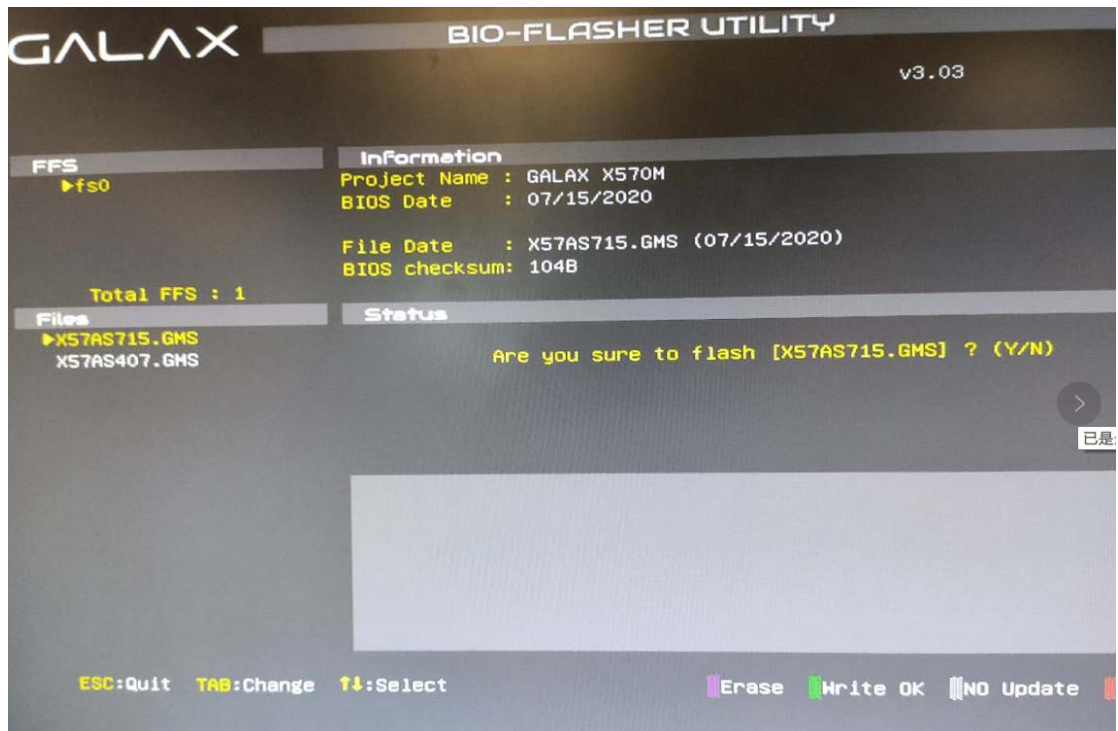 GALAX
BIO-FLASHER UTILITY
v3.03
FFS
fs0
Total FFS : 1
Information
Project Name : GALAX X570M
BIOS Date : 07/15/2020
File Date : X57AS715.GMS (07/15/2020)
BIOS checksum: 104B
Files
X57AS715.GMS
X57AS407.GMS
Status
Are you sure to flash [X57AS715.GMS] ? (Y/N)
已是
ESC:Quit TAB:Change ↑↓:Select
Erase Write OK NO Update